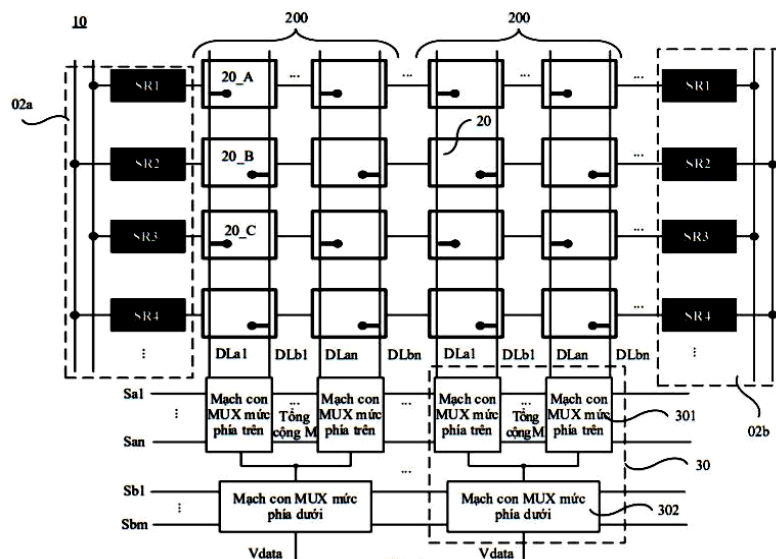 10
200 200
02a
SR1 20_A ... ... ... ... SR1
20
SR2 20_B SR2
SR3 20_C ... ... ... ... ... SR3
SR4 SR4
DLa1 DLb1 DLan DLbn DLa1 DLb1 DLan DLbn
02b
Sa1
San
Mạch con MUX mức phía trên
...
Tổng cộng M
Mạch con MUX mức phía trên
...
Mạch con MUX mức phía trên
...
Tổng cộng M
Mạch con MUX mức phía trên
301
30
...
Sb1
Sbm
Mạch con MUX mức
phía dưới
Mạch con MUX mức
phía dưới
302
Vdata Vdata